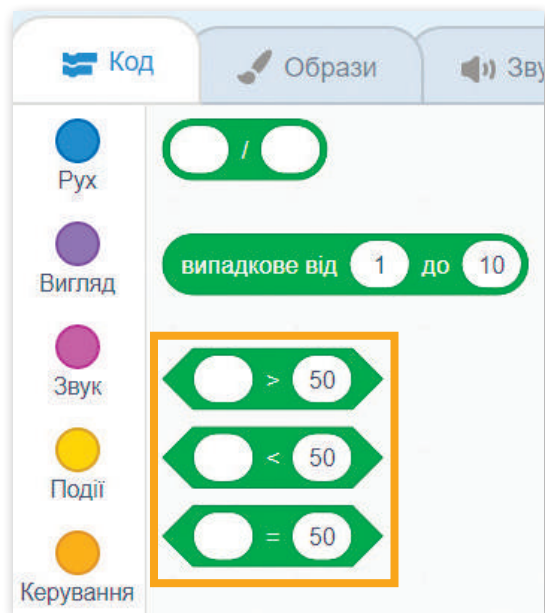 Код Образи Зву
Рух
/
Вигляд
випадкове від 1 до 10
Звук
> 50
Події
< 50
Керування
= 50